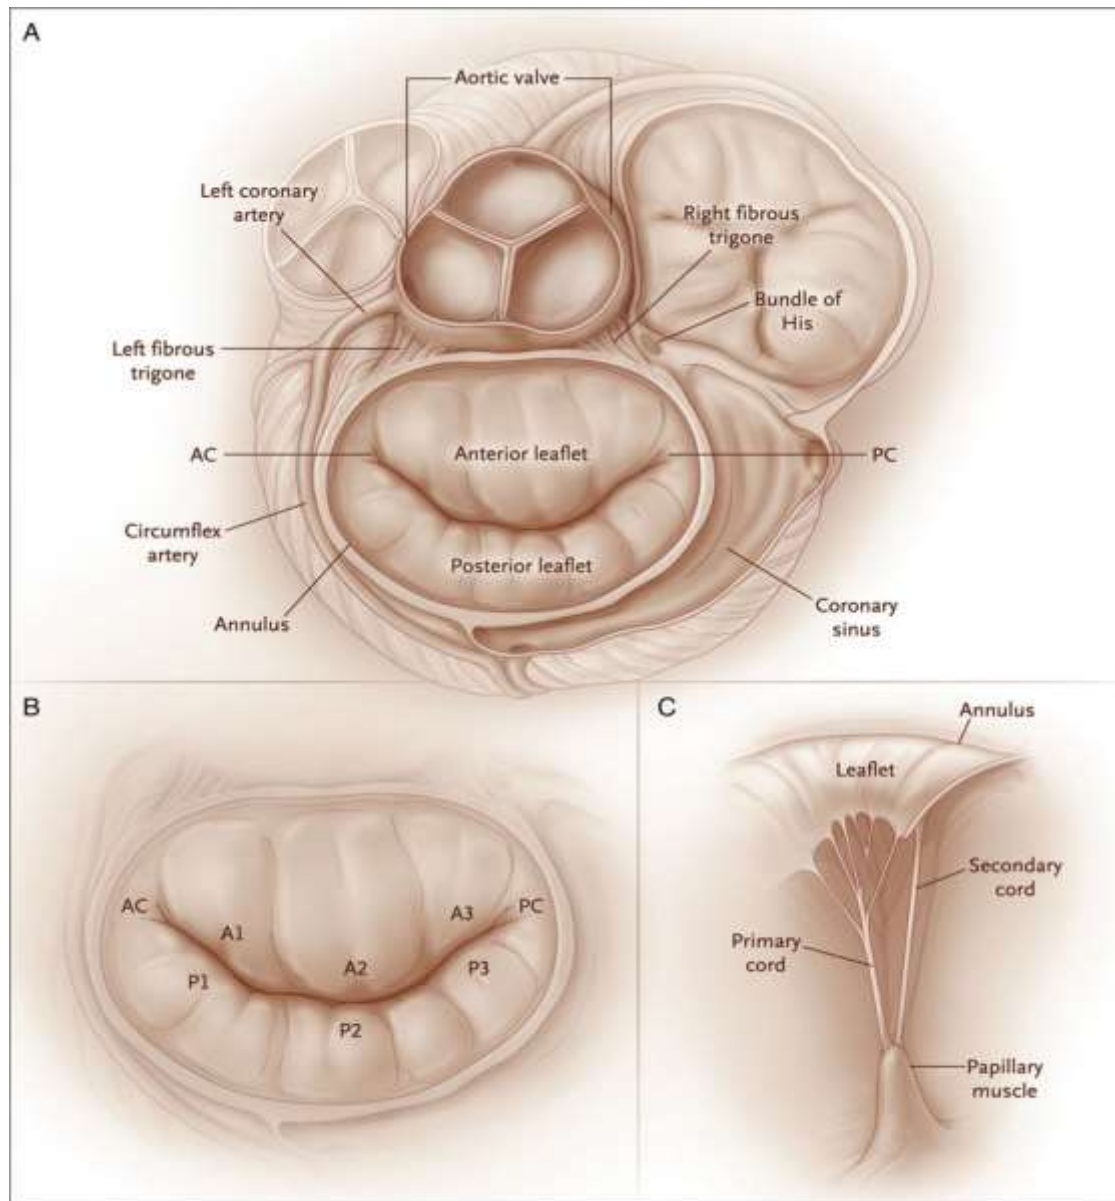 A
Aortic valve
Left coronary
artery
Right fibrous
trigone
Bundle of
His
Left fibrous
trigone
AC
Anterior leaflet
PC
Circumflex
artery
Posterior leaflet
Annulus
Coronary
sinus
B
AC
A1
A2
A3
PC
P1
P2
P3
C
Annulus
Leaflet
Secondary
cord
Primary
cord
Papillary
muscle